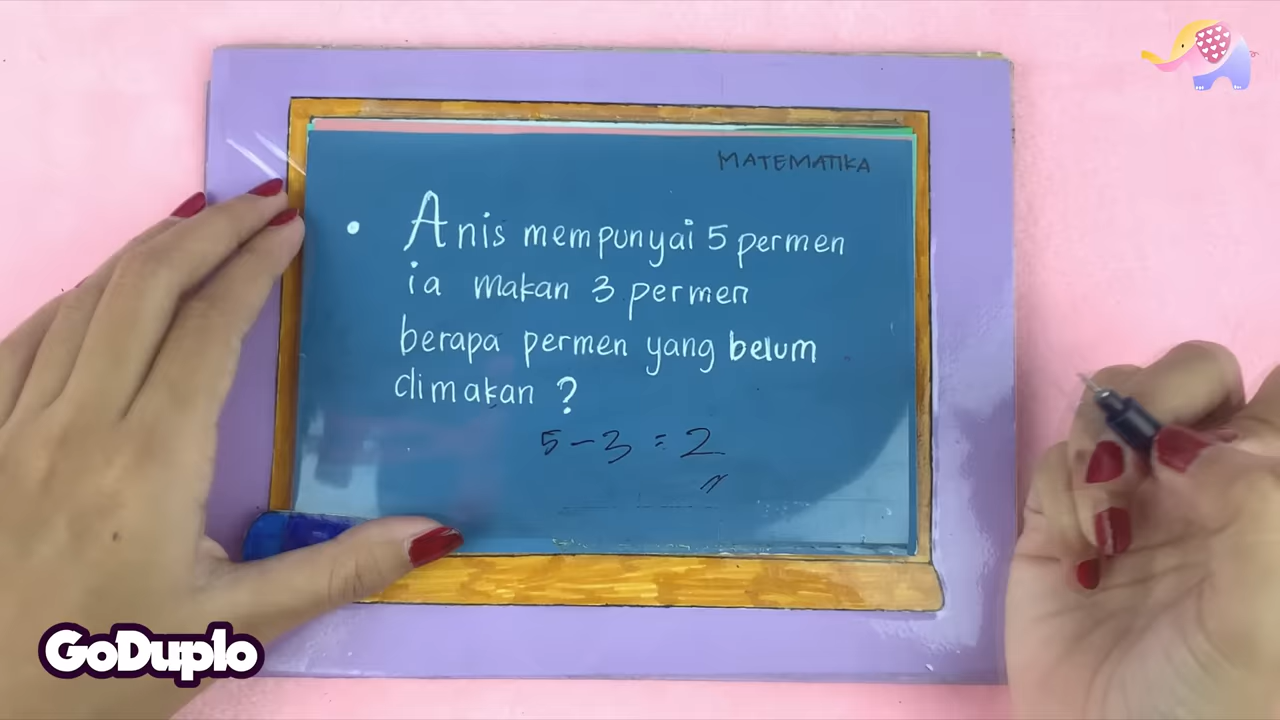 MATEMATIKA
• Anis mempunyai 5 permen
ia makan 3 permen
berapa permen yang belum
dimakan ?
5 - 3 = 2
GoDuplo